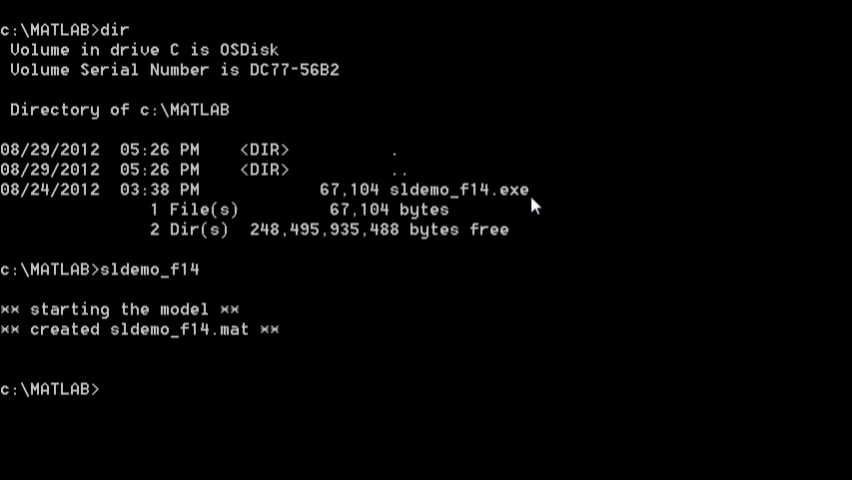 c:\MATLAB>dir
Volume in drive C is OSDisk
Volume Serial Number is DC77-56B2
Directory of c:\MATLAB
08/29/2012 05:26 PM <DIR> .
08/29/2012 05:26 PM <DIR> ..
08/24/2012 03:38 PM 67,104 sldemo_f14.exe
1 File(s) 67,104 bytes
2 Dir(s) 248,495,935,488 bytes free
c:\MATLAB>sldemo_f14
** starting the model **
** created sldemo_f14.mat **
c:\MATLAB>